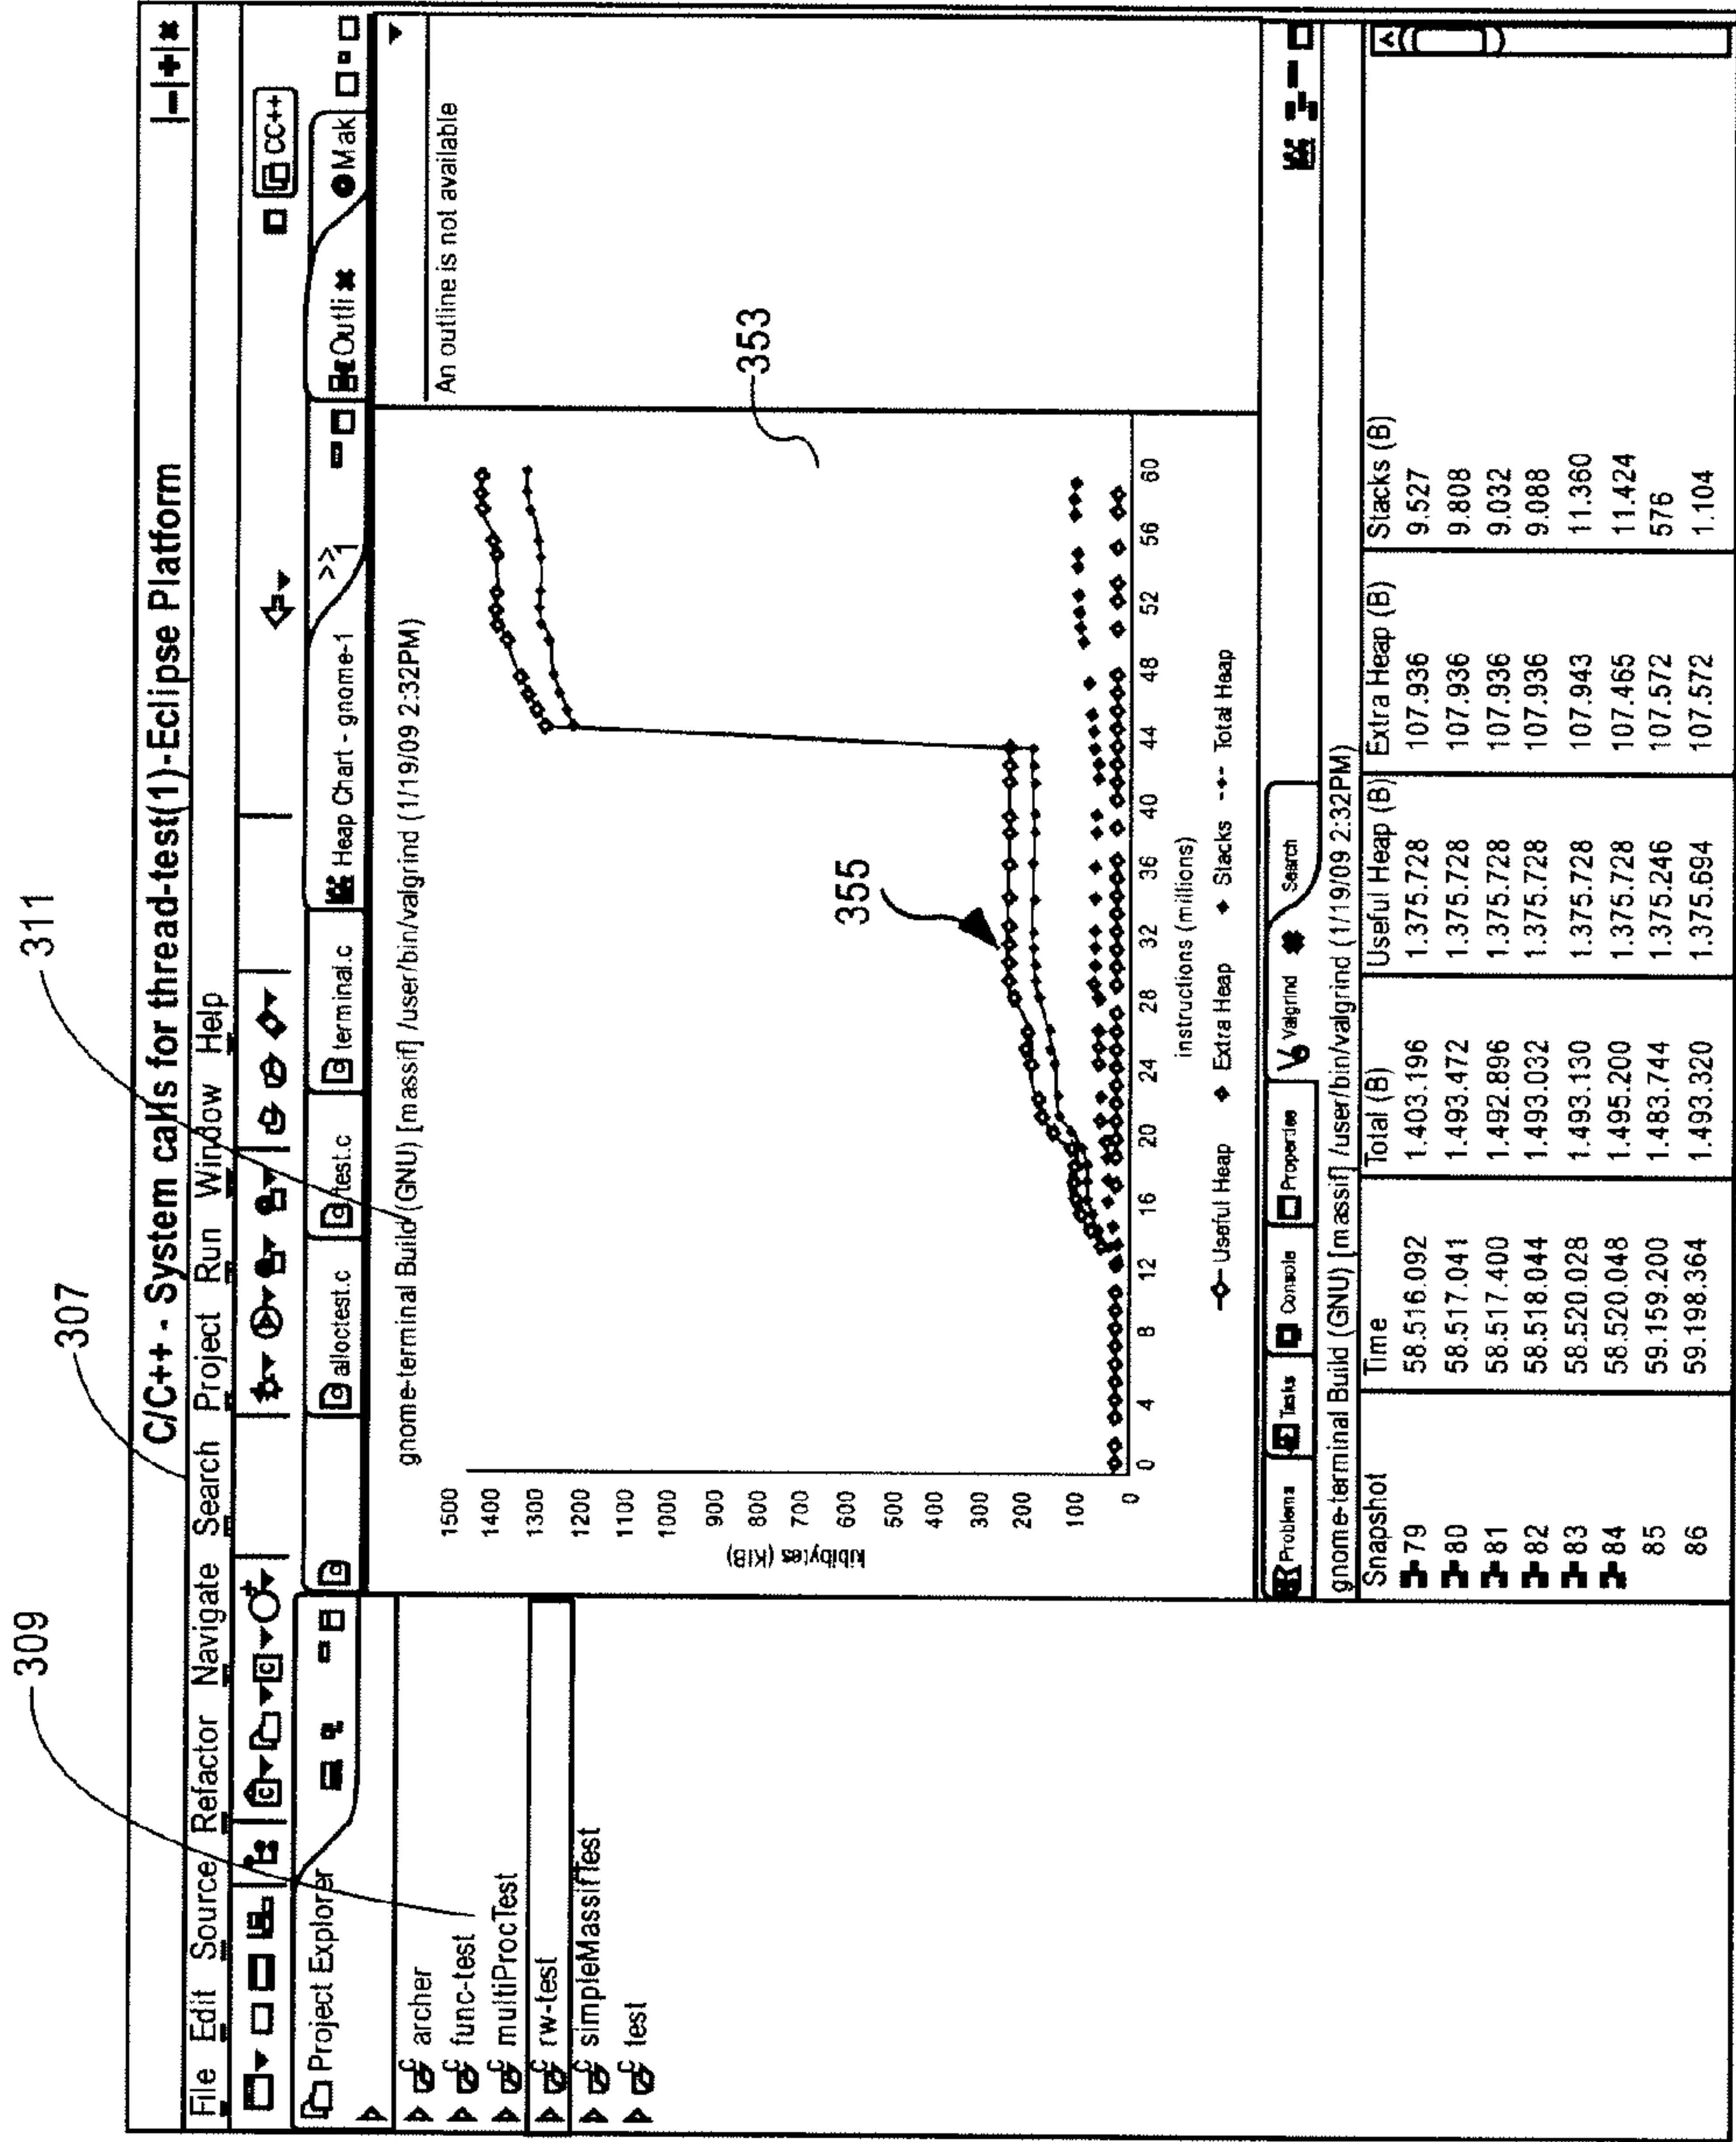 309
307
311
C/C++ - System calls for thread-test(1)-Eclipse Platform
File Edit Source Refactor Navigate Search Project Run Window Help
CC++
Project Explorer
alloctest.c
test.c
terminal.c
Heap Chart - gnome-1
>>1
Outli
Mak
archer
func-test
multiProcTest
rw-test
simpleMassifTest
test
gnome-terminal Build (GNU) [massif] /user/bin/valgrind (1/19/09 2:32PM)
An outline is not available
kibibytes (KIB)
1500
1400
1300
1200
1100
1000
900
800
700
600
500
400
300
200
100
0
353
355
0 4 8 12 16 20 24 28 32 36 40 44 48 52 56 60
instructions (millions)
Useful Heap Extra Heap Stacks Total Heap
Problems Tasks Console Properties Valgrind Search
gnome-terminal Build (GNU) [massif] /user/bin/valgrind (1/19/09 2:32PM)
Snapshot Time Total (B) Useful Heap (B) Extra Heap (B) Stacks (B)
79 58.516.092 1.403.196 1.375.728 107.936 9.527
80 58.517.041 1.493.472 1.375.728 107.936 9.808
81 58.517.400 1.492.896 1.375.728 107.936 9.032
82 58.518.044 1.493.032 1.375.728 107.936 9.088
83 58.520.028 1.493.130 1.375.728 107.943 11.360
84 58.520.048 1.495.200 1.375.728 107.465 11.424
85 59.159.200 1.483.744 1.375.246 107.572 576
86 59.198.364 1.493.320 1.375.694 107.572 1.104